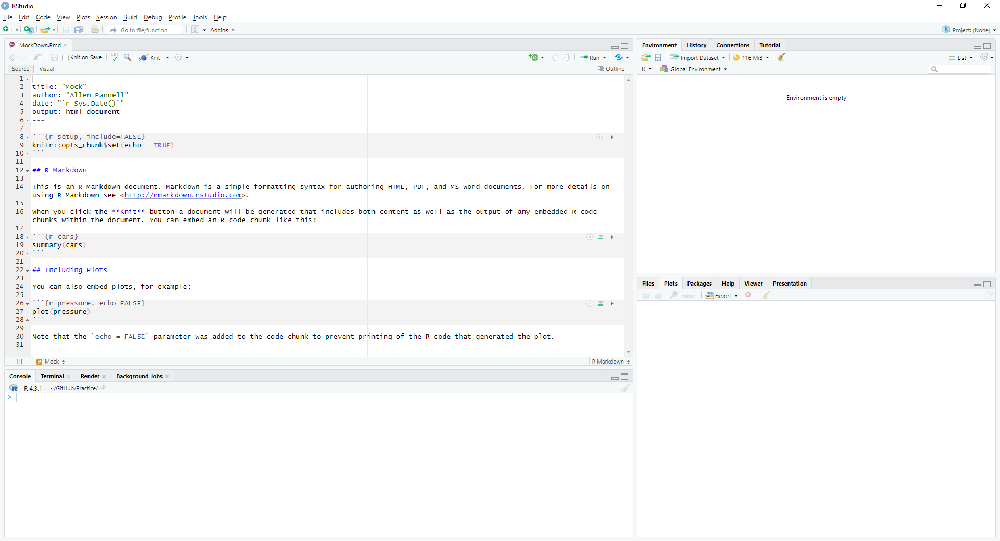 RStudio
File Edit Code View Plots Session Build Debug Profile Tools Help
Go to file/function Addins Project: (None)
MockDown.Rmd
Knit on Save ABC Knit Run
Source Visual Outline
1 ---
2 title: "Mock"
3 author: "Allen Pannell"
4 date: "`r Sys.Date()`"
5 output: html_document
6 ---
7
8 ```{r setup, include=FALSE}
9 knitr::opts_chunk$set(echo = TRUE)
10 ```
11
12 ## R Markdown
13
14 This is an R Markdown document. Markdown is a simple formatting syntax for authoring HTML, PDF, and MS Word documents. For more details on
using R Markdown see <http://rmarkdown.rstudio.com>.
15
16 When you click the **Knit** button a document will be generated that includes both content as well as the output of any embedded R code
chunks within the document. You can embed an R code chunk like this:
17
18 ```{r cars}
19 summary(cars)
20 ```
21
22 ## Including Plots
23
24 You can also embed plots, for example:
25
26 ```{r pressure, echo=FALSE}
27 plot(pressure)
28 ```
29
30 Note that the `echo = FALSE` parameter was added to the code chunk to prevent printing of the R code that generated the plot.
31
1:1 # Mock R Markdown
Console Terminal Render Background Jobs
R 4.3.1 · ~/GitHub/Practice/
>
Environment History Connections Tutorial
Import Dataset 116 MiB List
R Global Environment
Environment is empty
Files Plots Packages Help Viewer Presentation
Zoom Export